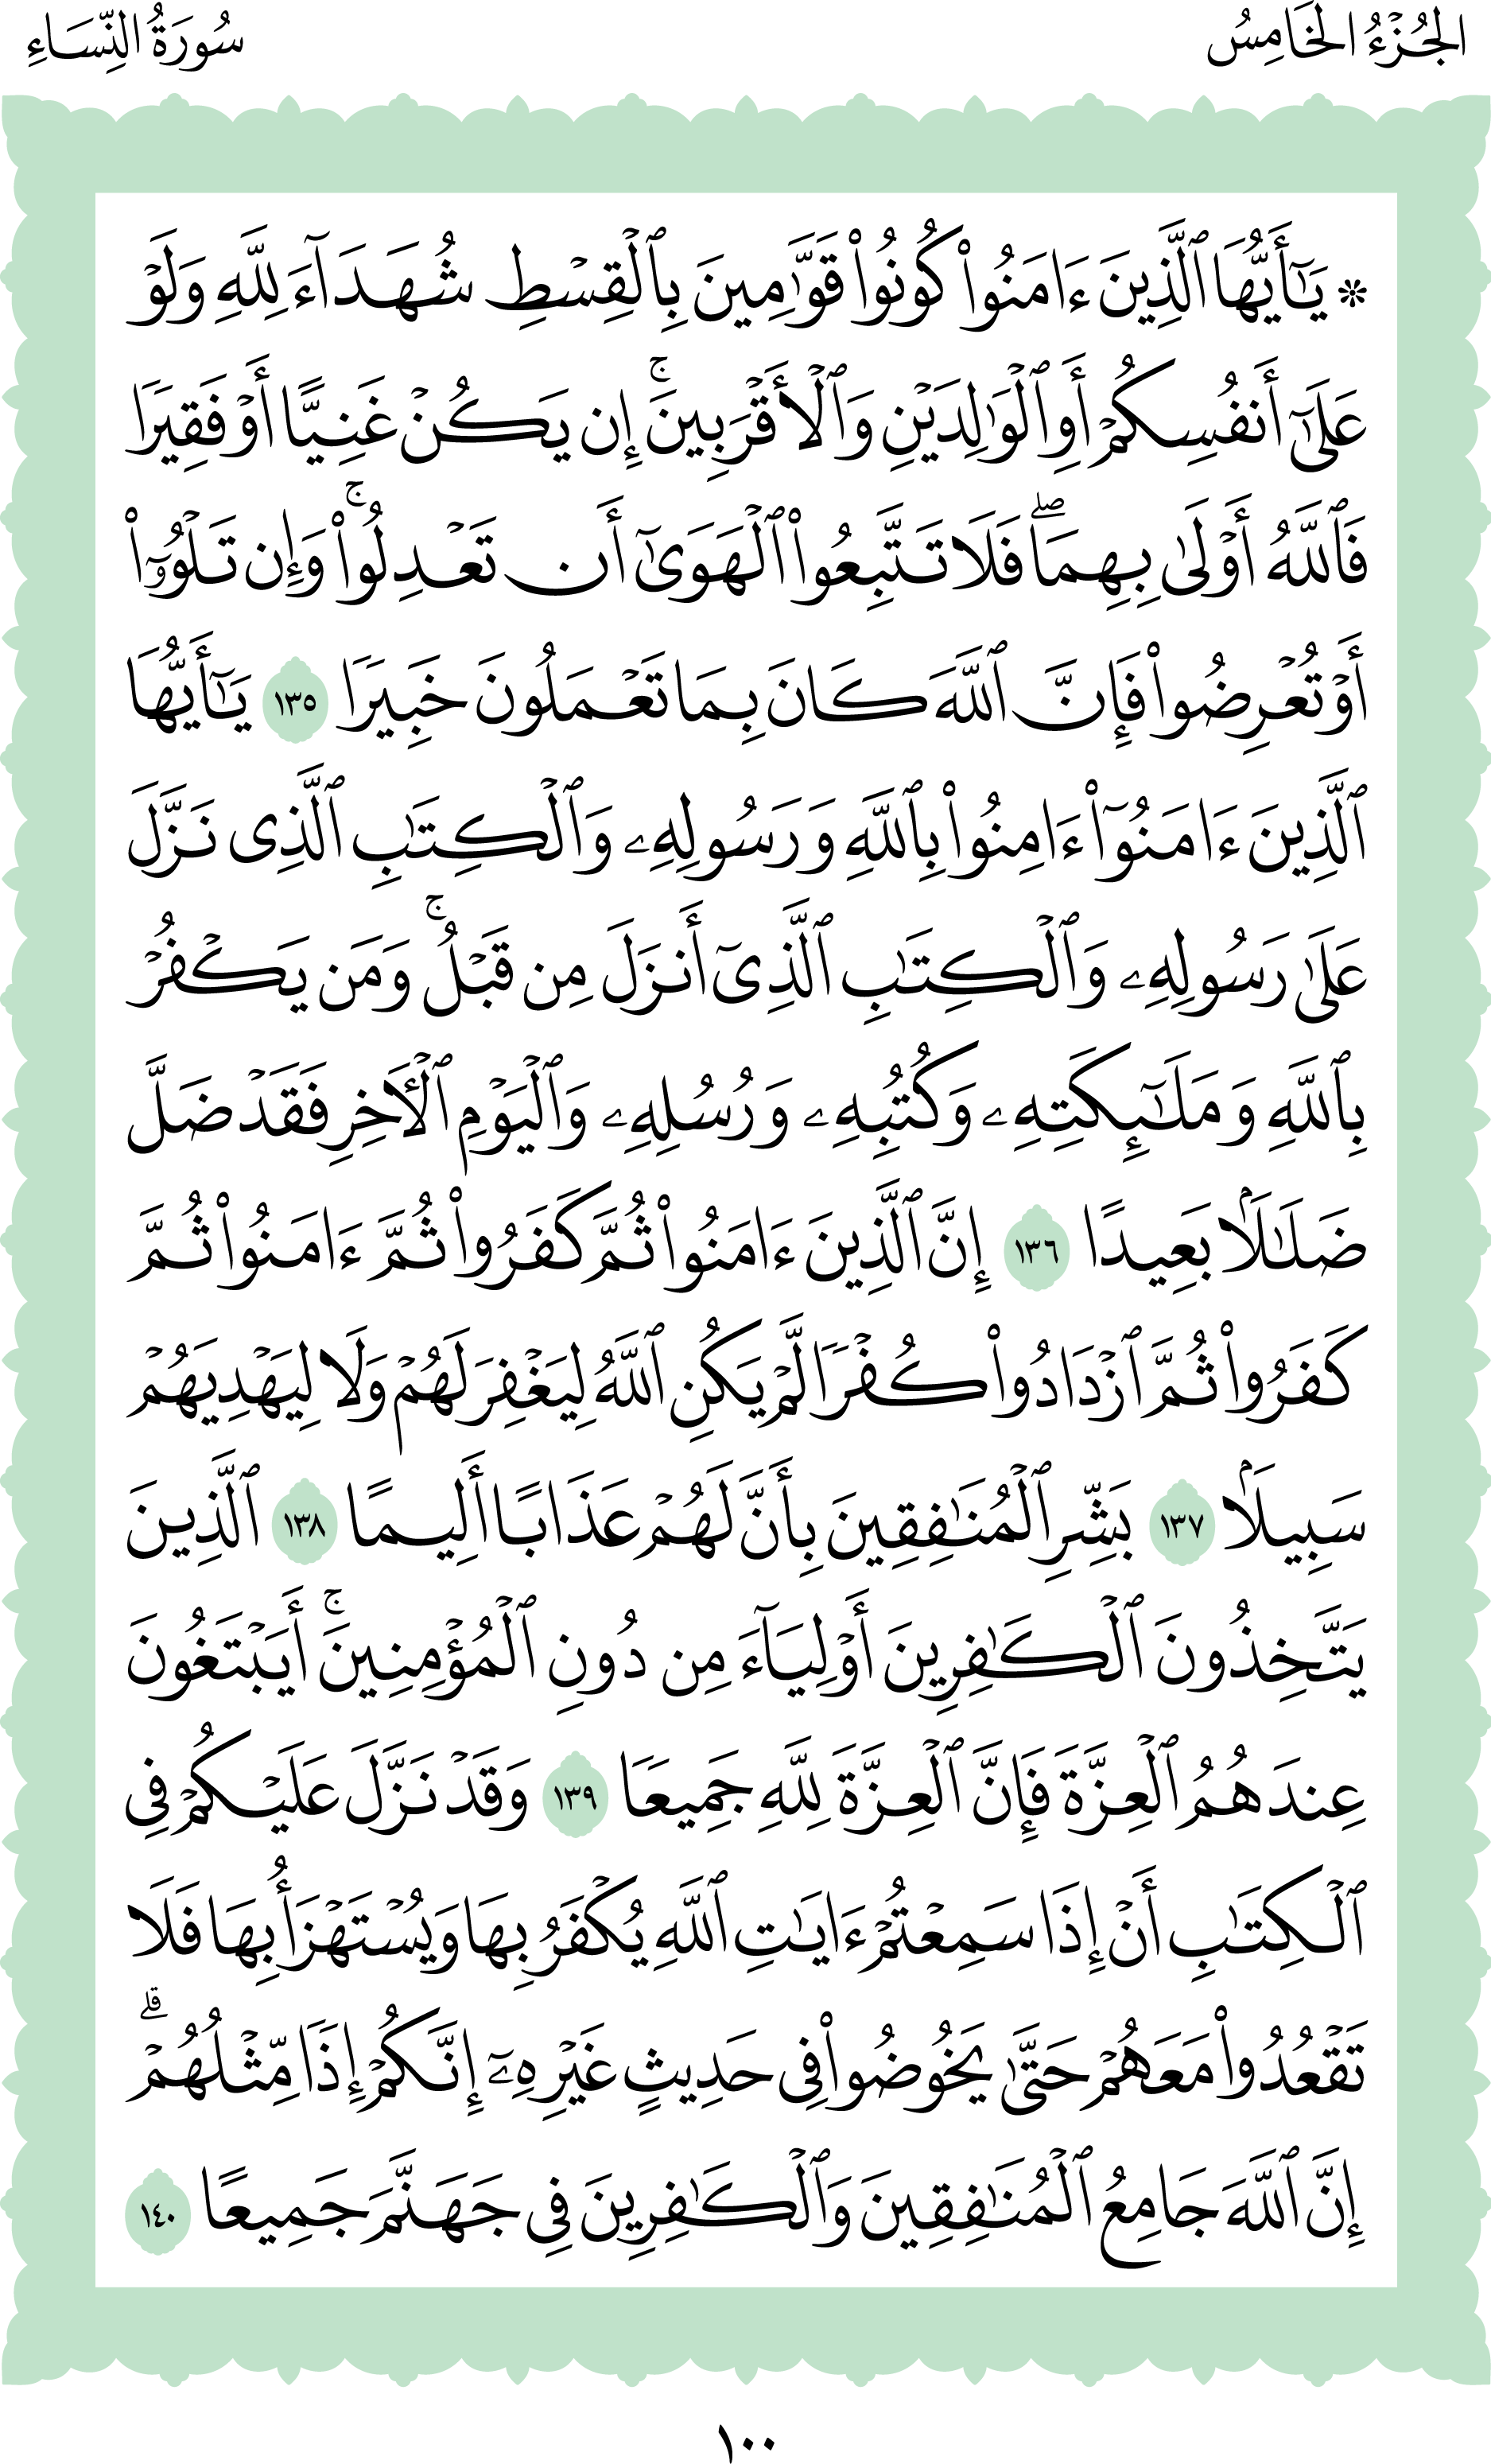 الجُزْءُ الخَامِسُ
سُورَةُ النِّسَاءِ
* يَٰٓأَيُّهَا ٱلَّذِينَ ءَامَنُواْ كُونُواْ قَوَّٰمِينَ بِٱلْقِسْطِ شُهَدَآءَ لِلَّهِ وَلَوْ
عَلَىٰٓ أَنفُسِكُمْ أَوِ ٱلْوَٰلِدَيْنِ وَٱلْأَقْرَبِينَۚ إِن يَكُنْ غَنِيًّا أَوْ فَقِيرًا
فَٱللَّهُ أَوْلَىٰ بِهِمَاۖ فَلَا تَتَّبِعُواْ ٱلْهَوَىٰٓ أَن تَعْدِلُواْۚ وَإِن تَلْوُۥٓاْ
أَوْ تُعْرِضُواْ فَإِنَّ ٱللَّهَ كَانَ بِمَا تَعْمَلُونَ خَبِيرًا ١٣٥ يَٰٓأَيُّهَا
ٱلَّذِينَ ءَامَنُوٓاْ ءَامِنُواْ بِٱللَّهِ وَرَسُولِهِۦ وَٱلْكِتَٰبِ ٱلَّذِى نَزَّلَ
عَلَىٰ رَسُولِهِۦ وَٱلْكِتَٰبِ ٱلَّذِىٓ أَنزَلَ مِن قَبْلُۚ وَمَن يَكْفُرْ
بِٱللَّهِ وَمَلَٰٓئِكَتِهِۦ وَكُتُبِهِۦ وَرُسُلِهِۦ وَٱلْيَوْمِ ٱلْأَخِرِ فَقَدْ ضَلَّ
ضَلَٰلًۢا بَعِيدًا ١٣٦ إِنَّ ٱلَّذِينَ ءَامَنُواْ ثُمَّ كَفَرُواْ ثُمَّ ءَامَنُواْ ثُمَّ
كَفَرُواْ ثُمَّ ٱزْدَادُواْ كُفْرًا لَّمْ يَكُنِ ٱللَّهُ لِيَغْفِرَ لَهُمْ وَلَا لِيَهْدِيَهُمْ
سَبِيلًۢا ١٣٧ بَشِّرِ ٱلْمُنَٰفِقِينَ بِأَنَّ لَهُمْ عَذَابًا أَلِيمًا ١٣٨ ٱلَّذِينَ
يَتَّخِذُونَ ٱلْكَٰفِرِينَ أَوْلِيَآءَ مِن دُونِ ٱلْمُؤْمِنِينَۚ أَيَبْتَغُونَ
عِندَهُمُ ٱلْعِزَّةَ فَإِنَّ ٱلْعِزَّةَ لِلَّهِ جَمِيعًا ١٣٩ وَقَدْ نَزَّلَ عَلَيْكُمْ فِى
ٱلْكِتَٰبِ أَنْ إِذَا سَمِعْتُمْ ءَايَٰتِ ٱللَّهِ يُكْفَرُ بِهَا وَيُسْتَهْزَأُ بِهَا فَلَا
تَقْعُدُواْ مَعَهُمْ حَتَّىٰ يَخُوضُواْ فِى حَدِيثٍ غَيْرِهِۦٓ إِنَّكُمْ إِذًا مِّثْلُهُمْۗ
إِنَّ ٱللَّهَ جَامِعُ ٱلْمُنَٰفِقِينَ وَٱلْكَٰفِرِينَ فِى جَهَنَّمَ جَمِيعًا ١٤٠
١٠٠